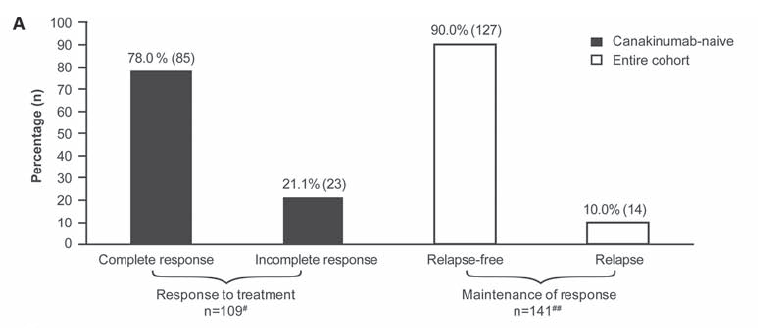 A
100
90
80
70
60
50
40
30
20
10
0
Percentage (n)
78.0 % (85)
21.1% (23)
90.0% (127)
10.0% (14)
Canakinumab-naive
Entire cohort
Complete response
Incomplete response
Relapse-free
Relapse
Response to treatment
n=109#
Maintenance of response
n=141##